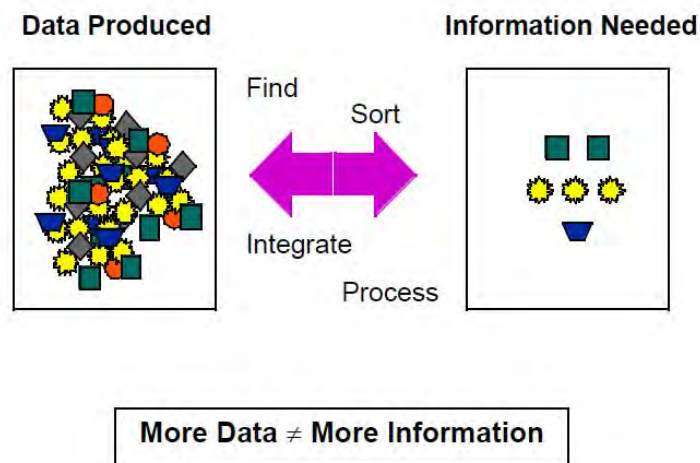 Data Produced
Information Needed
Find
Sort
Integrate
Process
More Data ≠ More Information